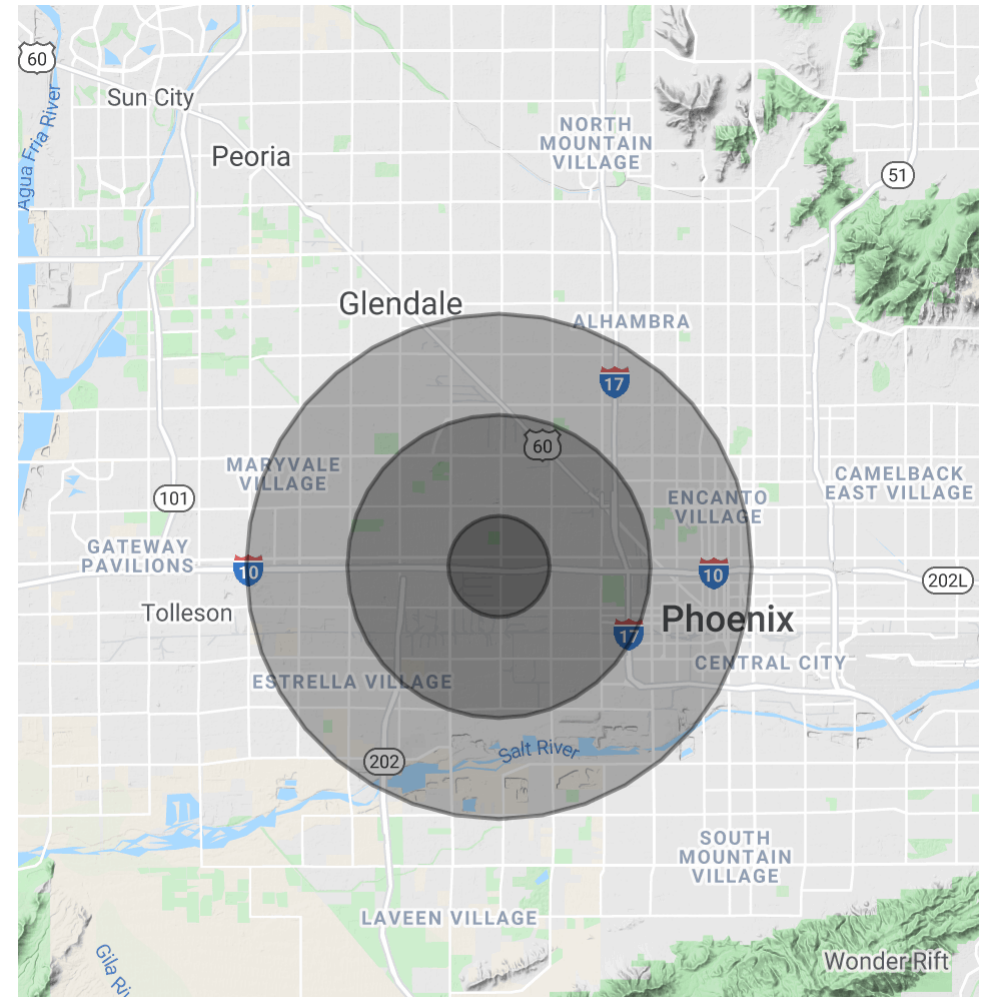 60
Sun City
Agua Fria River
Peoria
NORTH
MOUNTAIN
VILLAGE
51
Glendale
ALHAMBRA
17
60
MARYVALE
VILLAGE
101
ENCANTO
VILLAGE
CAMELBACK
EAST VILLAGE
GATEWAY
PAVILIONS
10
10
202L
Tolleson
Phoenix
17
CENTRAL CITY
ESTRELLA VILLAGE
Salt River
202
SOUTH
MOUNTAIN
VILLAGE
LAVEEN VILLAGE
Gila Riv
Wonder Rift